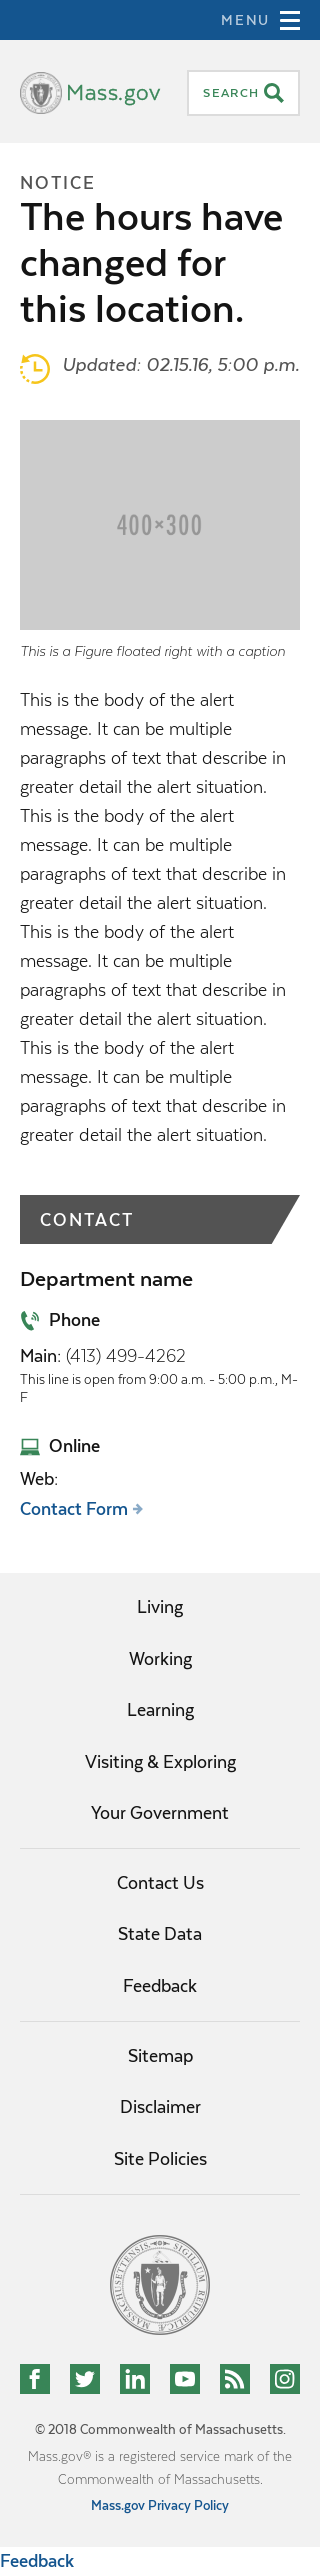 MENU
Mass.gov
SEARCH
NOTICE
The hours have
changed for
this location.
Updated: 02.15.16, 5:00 p.m.
400×300
This is a Figure floated right with a caption
This is the body of the alert
message. It can be multiple
paragraphs of text that describe in
greater detail the alert situation.
This is the body of the alert
message. It can be multiple
paragraphs of text that describe in
greater detail the alert situation.
This is the body of the alert
message. It can be multiple
paragraphs of text that describe in
greater detail the alert situation.
This is the body of the alert
message. It can be multiple
paragraphs of text that describe in
greater detail the alert situation.
CONTACT
Department name
Phone
Main: (413) 499-4262
This line is open from 9:00 a.m. - 5:00 p.m., M-
F
Online
Web:
Contact Form
Living
Working
Learning
Visiting & Exploring
Your Government
Contact Us
State Data
Feedback
Sitemap
Disclaimer
Site Policies
© 2018 Commonwealth of Massachusetts.
Mass.gov® is a registered service mark of the
Commonwealth of Massachusetts.
Mass.gov Privacy Policy
Feedback